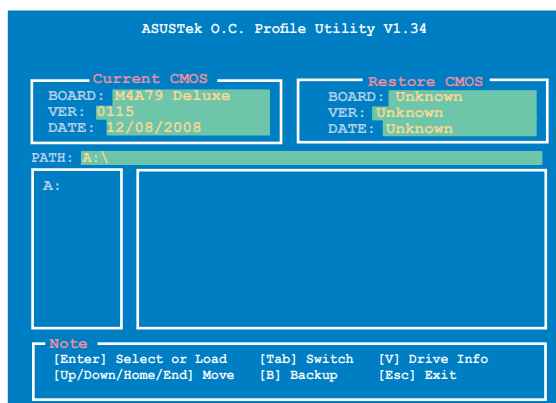 ASUSTek O.C. Profile Utility V1.34
Current CMOS
BOARD: M4A79 Deluxe
VER: 0115
DATE: 12/08/2008
Restore CMOS
BOARD: Unknown
VER: Unknown
DATE: Unknown
PATH: A:\
A:
Note
[Enter] Select or Load [Tab] Switch [V] Drive Info
[Up/Down/Home/End] Move [B] Backup [Esc] Exit